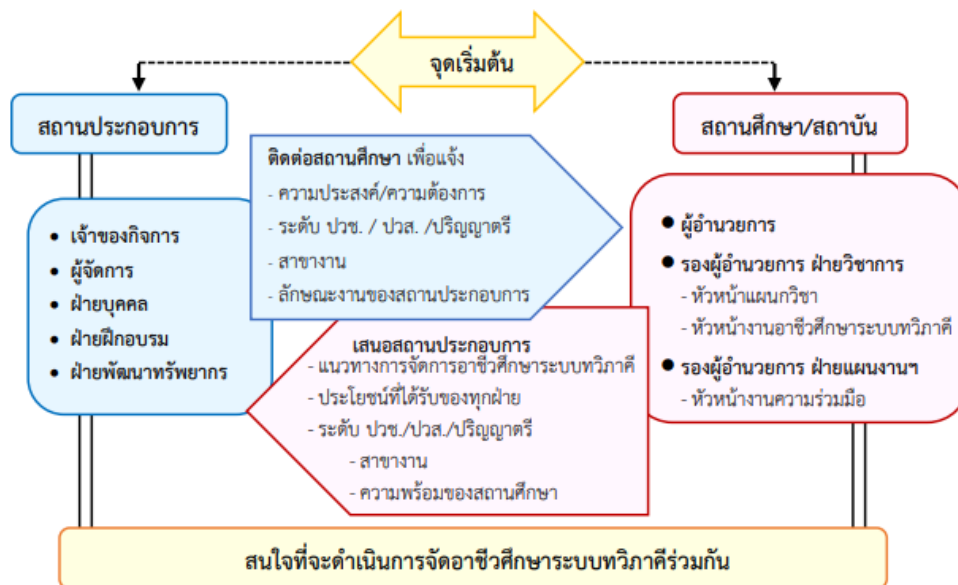 จุดเริ่มต้น
สถานประกอบการ
สถานศึกษา/สถาบัน
ติดต่อสถานศึกษา เพื่อแจ้ง
- ความประสงค์/ความต้องการ
- ระดับ ปวช. / ปวส. /ปริญญาตรี
- สาขางาน
- ลักษณะงานของสถานประกอบการ
• เจ้าของกิจการ
• ผู้จัดการ
• ฝ่ายบุคคล
• ฝ่ายฝึกอบรม
• ฝ่ายพัฒนาทรัพยากร
● ผู้อำนวยการ
● รองผู้อำนวยการ ฝ่ายวิชาการ
- หัวหน้าแผนกวิชา
- หัวหน้างานอาชีวศึกษาระบบทวิภาคี
● รองผู้อำนวยการ ฝ่ายแผนงานฯ
- หัวหน้างานความร่วมมือ
เสนอสถานประกอบการ
- แนวทางการจัดการอาชีวศึกษาระบบทวิภาคี
- ประโยชน์ที่ได้รับของทุกฝ่าย
- ระดับ ปวช./ปวส./ปริญญาตรี
- สาขางาน
- ความพร้อมของสถานศึกษา
สนใจที่จะดำเนินการจัดอาชีวศึกษาระบบทวิภาคีร่วมกัน